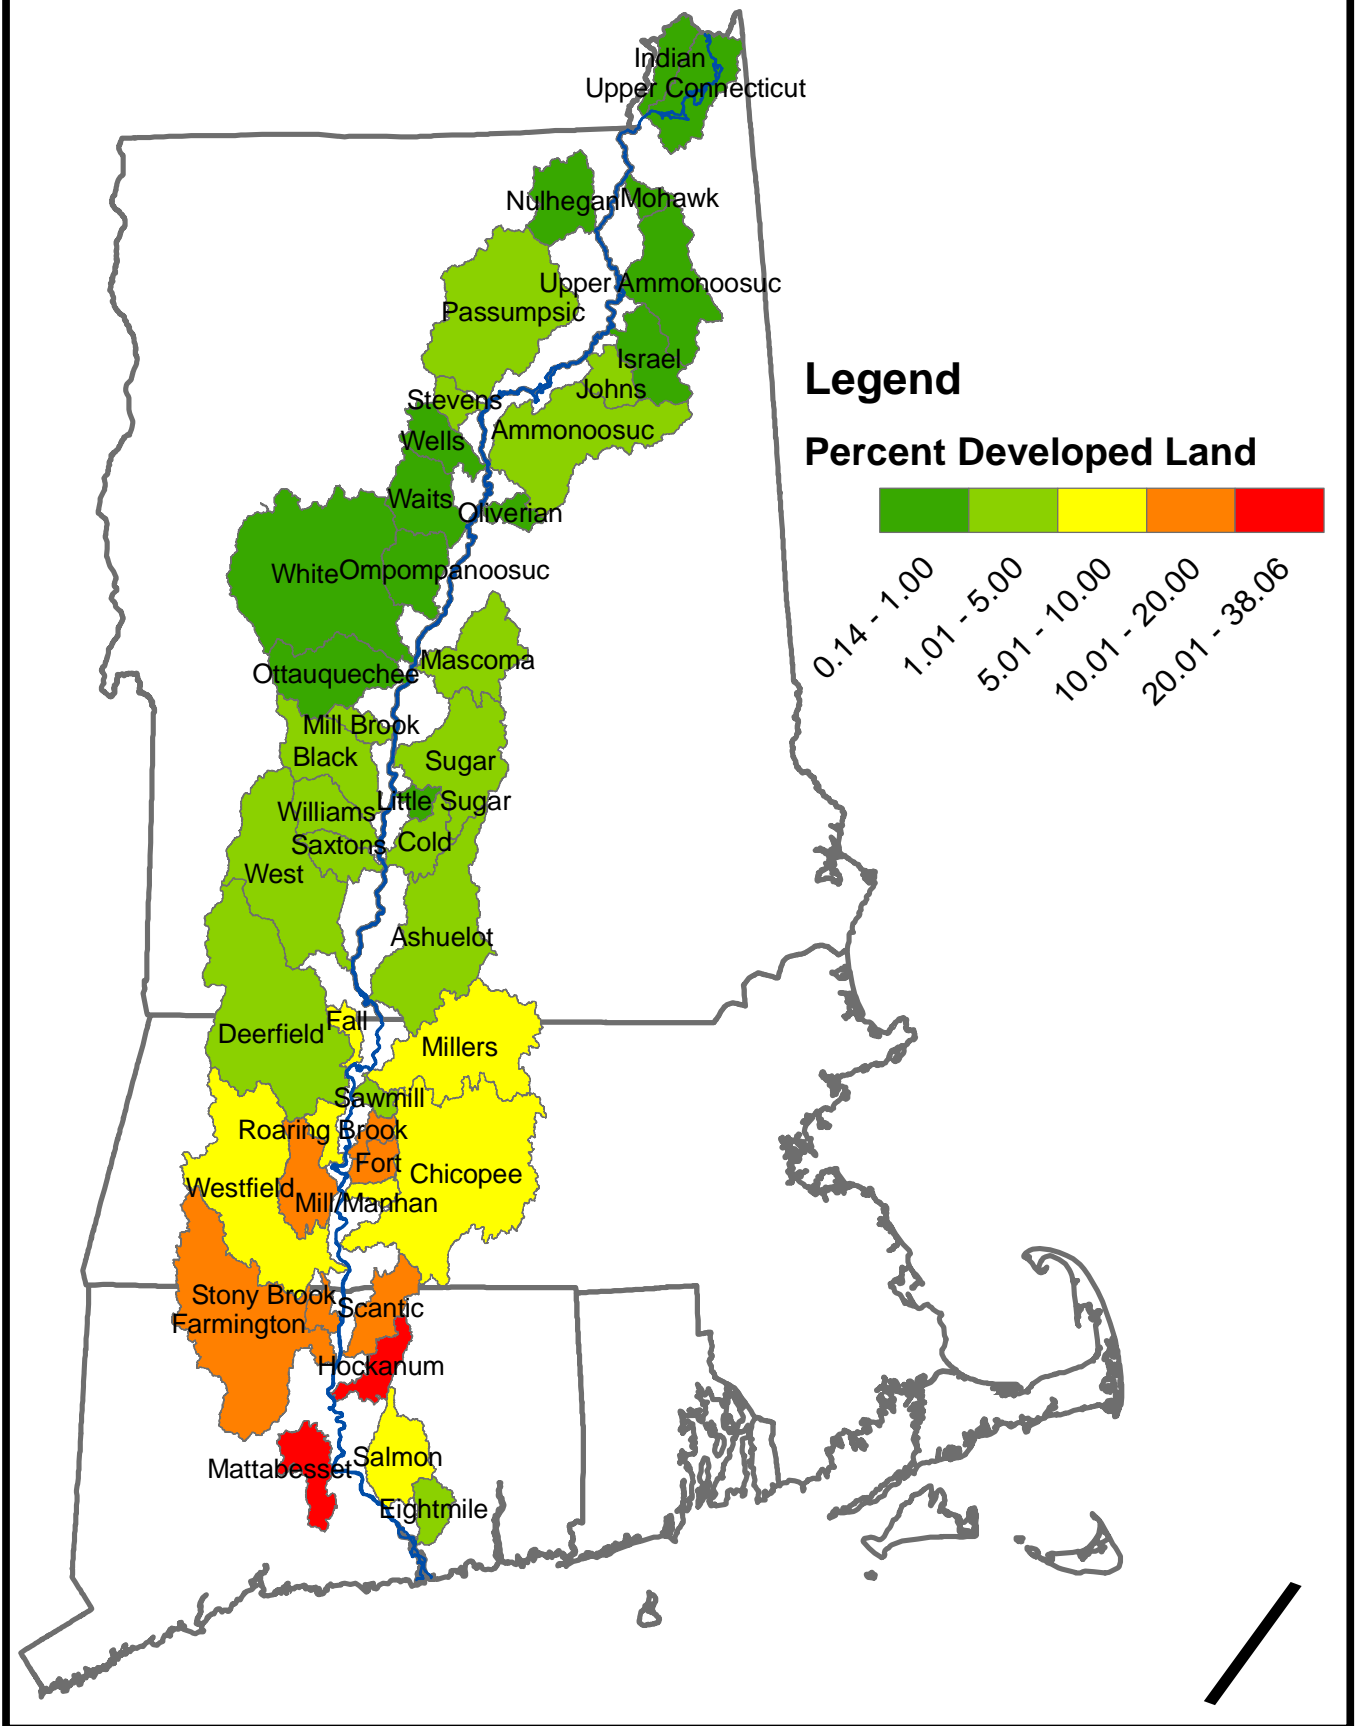 Indian
Upper Connecticut
Nulhegan
Mohawk
Upper Ammonoosuc
Passumpsic
Israel
Johns
Stevens
Ammonoosuc
Wells
Waits
Oliverian
White
Ompompanoosuc
Mascoma
Ottauquechee
Mill Brook
Black
Sugar
Little Sugar
Williams
Saxtons
Cold
West
Ashuelot
Fall
Deerfield
Millers
Sawmill
Roaring Brook
Fort
Chicopee
Westfield
Mill/Manhan
Stony Brook
Scantic
Farmington
Hockanum
Salmon
Mattabesset
Eightmile
Legend
Percent Developed Land
0.14 - 1.00
1.01 - 5.00
5.01 - 10.00
10.01 - 20.00
20.01 - 38.06